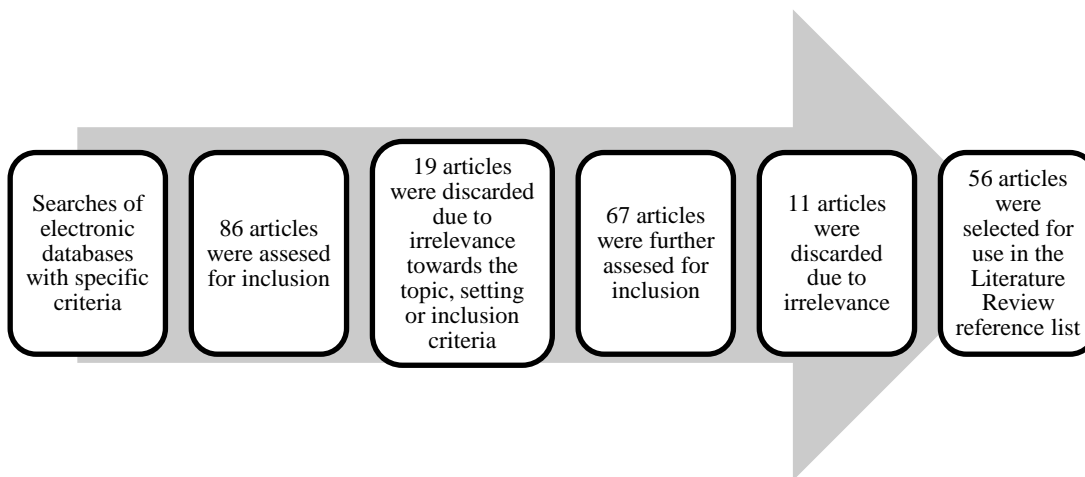 Searches of
electronic
databases
with specific
criteria
86 articles
were assesed
for inclusion
19 articles
were discarded
due to
irrelevance
towards the
topic, setting
or inclusion
criteria
67 articles
were further
assesed for
inclusion
11 articles
were
discarded
due to
irrelevance
56 articles
were
selected for
use in the
Literature
Review
reference list